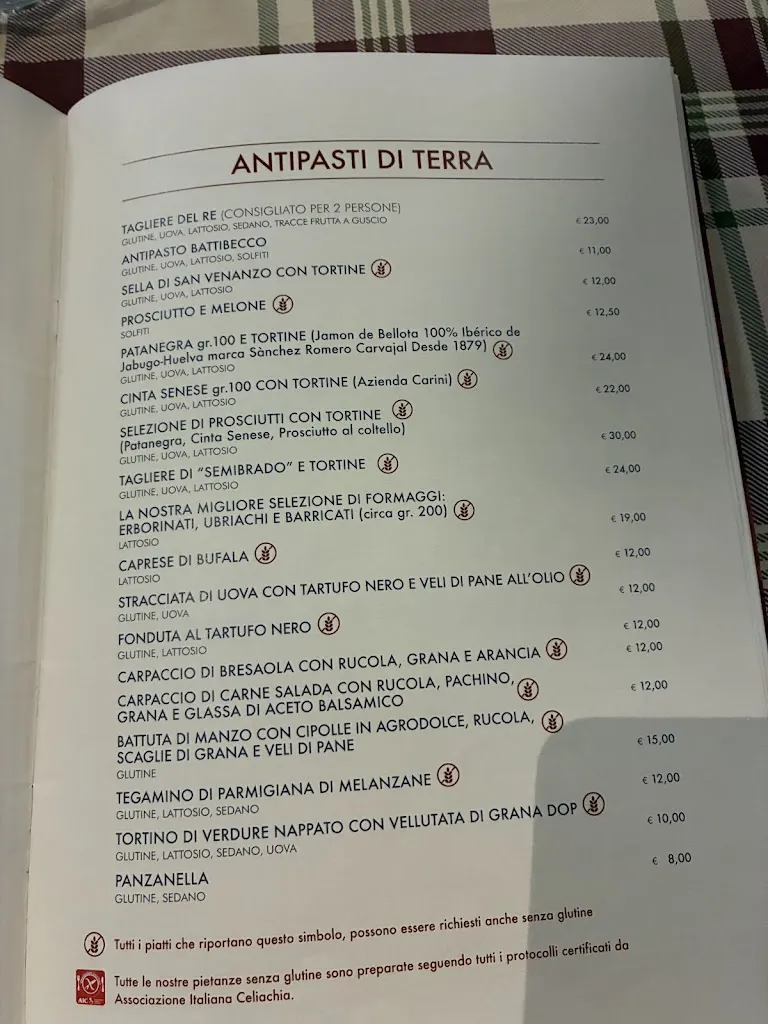 ANTIPASTI DI TERRA
TAGLIERE DEL RE (CONSIGLIATO PER 2 PERSONE) € 23,00
GLUTINE, UOVA, LATTOSIO, SEDANO, TRACCE FRUTTA A GUSCIO
ANTIPASTO BATTIBECCO € 11,00
GLUTINE, UOVA, LATTOSIO, SOLFITI
SELLA DI SAN VENANZO CON TORTINE € 12,00
GLUTINE, UOVA, LATTOSIO
PROSCIUTTO E MELONE € 12,50
SOLFITI
PATANEGRA gr.100 E TORTINE (Jamon de Bellota 100% Ibérico de
Jabugo-Huelva marca Sànchez Romero Carvajal Desde 1879) € 24,00
GLUTINE, UOVA, LATTOSIO
CINTA SENESE gr.100 CON TORTINE (Azienda Carini) € 22,00
GLUTINE, UOVA, LATTOSIO
SELEZIONE DI PROSCIUTTI CON TORTINE
(Patanegra, Cinta Senese, Prosciutto al coltello) € 30,00
GLUTINE, UOVA, LATTOSIO
TAGLIERE DI “SEMIBRADO” E TORTINE € 24,00
GLUTINE, UOVA, LATTOSIO
LA NOSTRA MIGLIORE SELEZIONE DI FORMAGGI:
ERBORINATI, UBRIACHI E BARRICATI (circa gr. 200) € 19,00
LATTOSIO
CAPRESE DI BUFALA € 12,00
LATTOSIO
STRACCIATA DI UOVA CON TARTUFO NERO E VELI DI PANE ALL'OLIO € 12,00
GLUTINE, UOVA
FONDUTA AL TARTUFO NERO € 12,00
GLUTINE, LATTOSIO
CARPACCIO DI BRESAOLA CON RUCOLA, GRANA E ARANCIA € 12,00
CARPACCIO DI CARNE SALADA CON RUCOLA, PACHINO,
GRANA E GLASSA DI ACETO BALSAMICO € 12,00
BATTUTA DI MANZO CON CIPOLLE IN AGRODOLCE, RUCOLA,
SCAGLIE DI GRANA E VELI DI PANE € 15,00
GLUTINE
TEGAMINO DI PARMIGIANA DI MELANZANE € 12,00
GLUTINE, LATTOSIO, SEDANO
TORTINO DI VERDURE NAPPATO CON VELLUTATA DI GRANA DOP € 10,00
GLUTINE, LATTOSIO, SEDANO, UOVA
PANZANELLA € 8,00
GLUTINE, SEDANO
Tutti i piatti che riportano questo simbolo, possono essere richiesti anche senza glutine
AIC
Tutte le nostre pietanze senza glutine sono preparate seguendo tutti i protocolli certificati da
Associazione Italiana Celiachia.